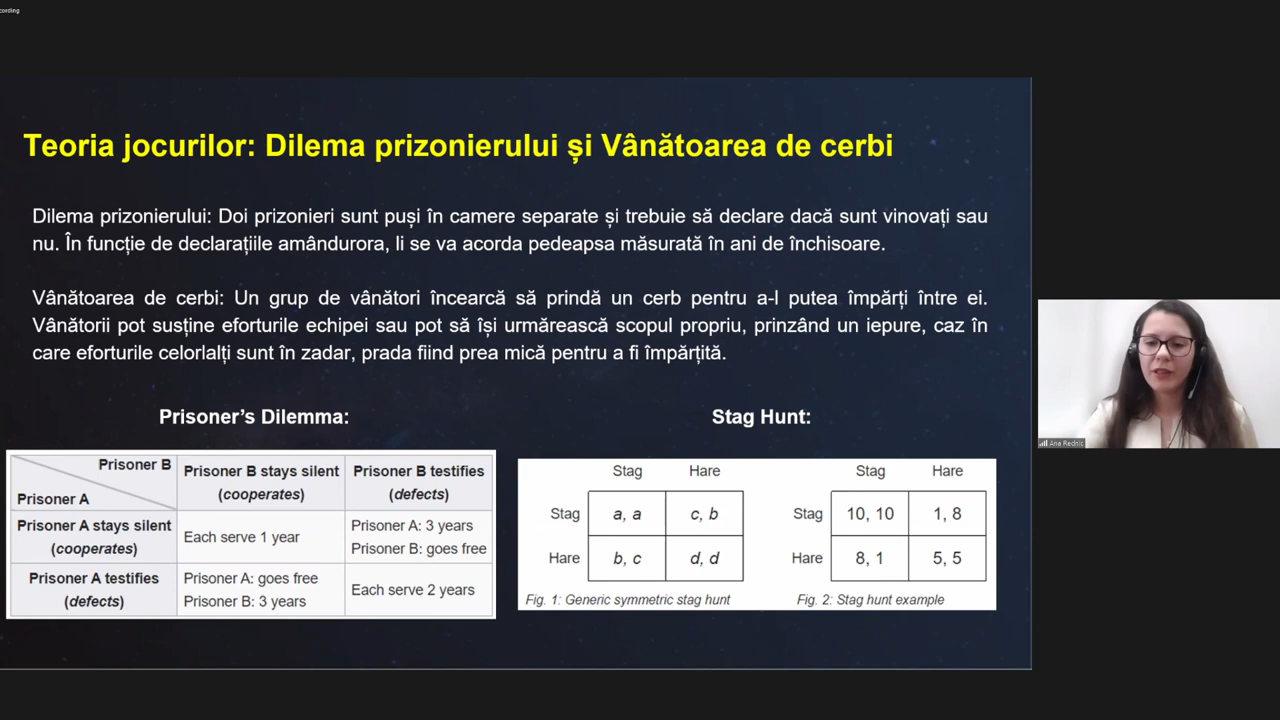 cording
Teoria jocurilor: Dilema prizonierului și Vânătoarea de cerbi
Dilema prizonierului: Doi prizonieri sunt puși în camere separate și trebuie să declare dacă sunt vinovați sau
nu. În funcție de declarațiile amândurora, li se va acorda pedeapsa măsurată în ani de închisoare.
Vânătoarea de cerbi: Un grup de vânători încearcă să prindă un cerb pentru a-l putea împărți între ei.
Vânătorii pot susține eforturile echipei sau pot să își urmărească scopul propriu, prinzând un iepure, caz în
care eforturile celorlalți sunt în zadar, prada fiind prea mică pentru a fi împărțită.
Prisoner's Dilemma:
Prisoner B
Prisoner A
Prisoner B stays silent
(cooperates)
Prisoner B testifies
(defects)
Prisoner A stays silent
(cooperates)
Each serve 1 year
Prisoner A: 3 years
Prisoner B: goes free
Prisoner A testifies
(defects)
Prisoner A: goes free
Prisoner B: 3 years
Each serve 2 years
Stag Hunt:
Stag Hare
Stag a, a c, b
Hare b, c d, d
Fig. 1: Generic symmetric stag hunt
Stag Hare
Stag 10, 10 1, 8
Hare 8, 1 5, 5
Fig. 2: Stag hunt example
Ana Rednic